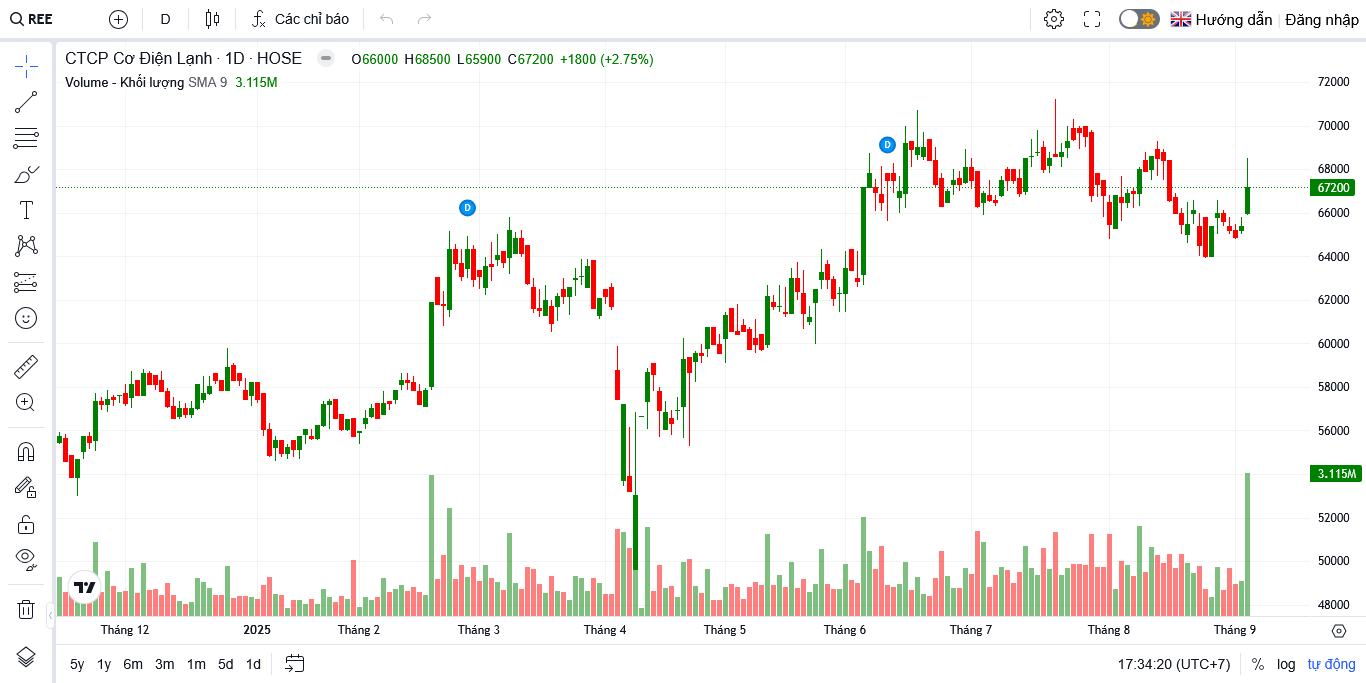 REE D Các chỉ báo Hướng dẫn Đăng nhập
CTCP Cơ Điện Lạnh · 1D · HOSE O66000 H68500 L65900 C67200 +1800 (+2.75%)
Volume - Khối lượng SMA 9 3.115M
72000
70000
D
68000
67200
D
66000
64000
62000
60000
58000
56000
3.115M
52000
50000
48000
Tháng 12 2025 Tháng 2 Tháng 3 Tháng 4 Tháng 5 Tháng 6 Tháng 7 Tháng 8 Tháng 9
5y 1y 6m 3m 1m 5d 1d 17:34:20 (UTC+7) % log tự động